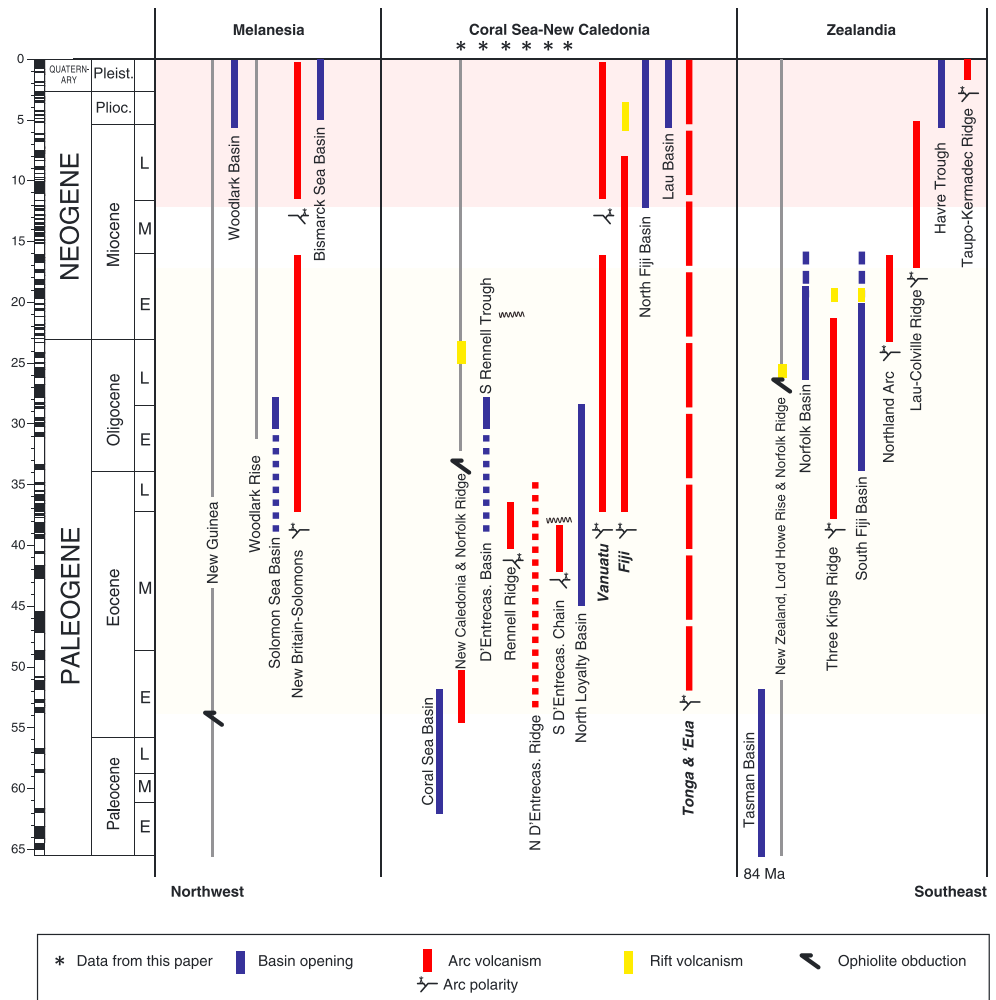 Melanesia
Coral Sea-New Caledonia
Zealandia
* * * * * *
0
5
10
15
20
25
30
35
40
45
50
55
60
65
QUATERN-
ARY
NEOGENE
PALEOGENE
Pleist.
Plioc.
Miocene
Oligocene
Eocene
Paleocene
L
M
E
L
E
L
M
E
L
M
E
New Guinea
Woodlark Basin
Woodlark Rise
Solomon Sea Basin
New Britain-Solomons
Bismarck Sea Basin
Coral Sea Basin
New Caledonia & Norfolk Ridge
D'Entrecas. Basin
S Rennell Trough
Rennell Ridge
N D'Entrecas. Ridge
S D'Entrecas. Chain
North Loyalty Basin
Vanuatu
Fiji
North Fiji Basin
Lau Basin
Tonga & 'Eua
Tasman Basin
84 Ma
New Zealand, Lord Howe Rise & Norfolk Ridge
Norfolk Basin
Three Kings Ridge
South Fiji Basin
Northland Arc
Lau-Colville Ridge
Havre Trough
Taupo-Kermadec Ridge
Northwest
Southeast
* Data from this paper
Basin opening
Arc volcanism
Rift volcanism
Ophiolite obduction
Arc polarity